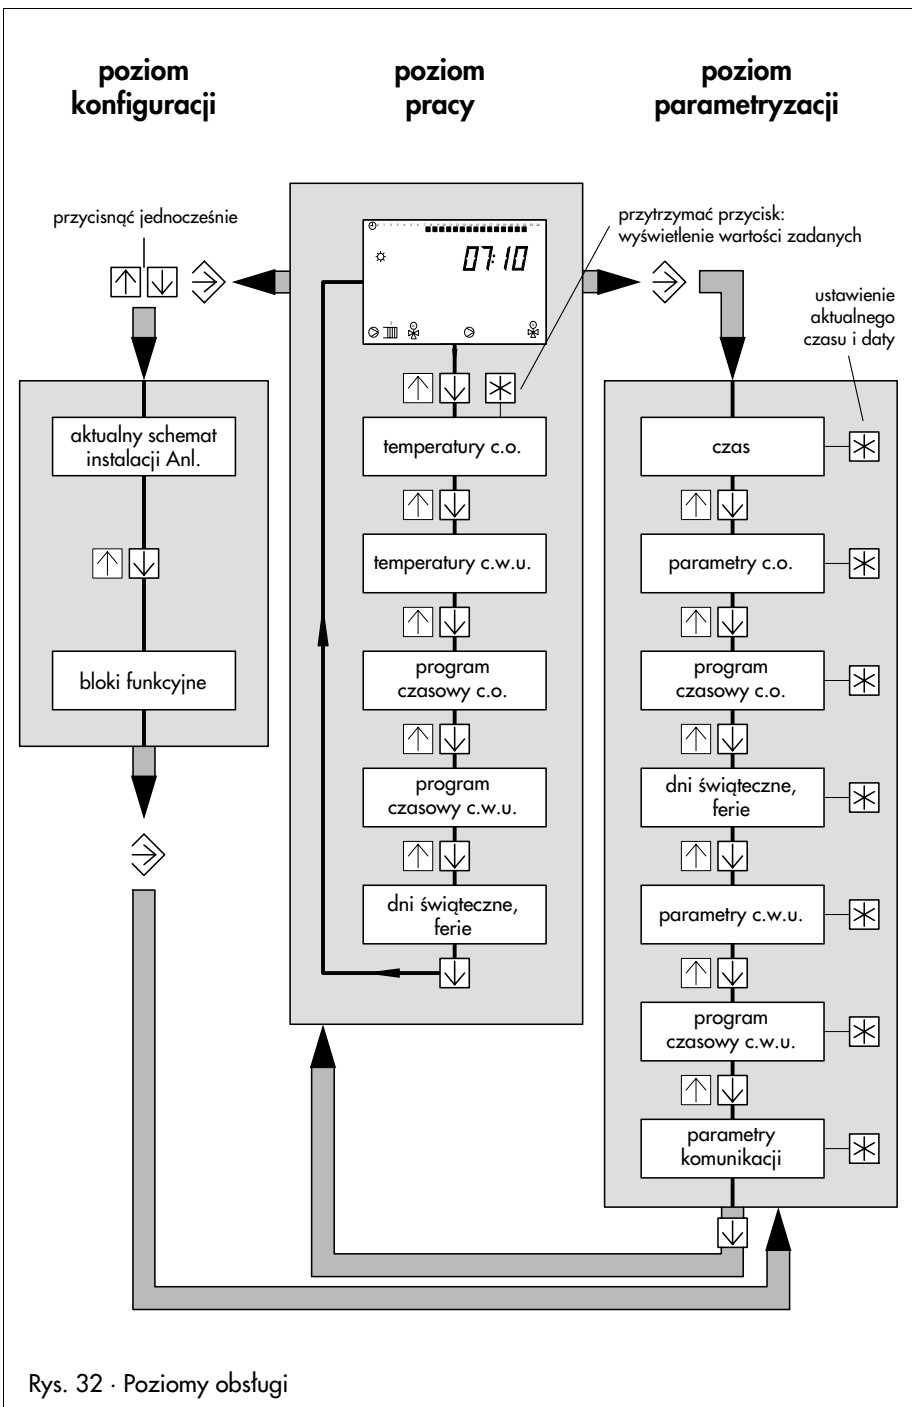 poziom
konfiguracji
poziom
pracy
poziom
parametryzacji
przycisnąć jednocześnie
przytrzymać przycisk:
wyświetlenie wartości zadanych
ustawienie
aktualnego
czasu i daty
07:10
aktualny schemat
instalacji Anl.
bloki funkcyjne
temperatury c.o.
temperatury c.w.u.
program
czasowy c.o.
program
czasowy c.w.u.
dni świąteczne,
ferie
czas
parametry c.o.
program
czasowy c.o.
dni świąteczne,
ferie
parametry c.w.u.
program
czasowy c.w.u.
parametry
komunikacji
Rys. 32 · Poziomy obsługi